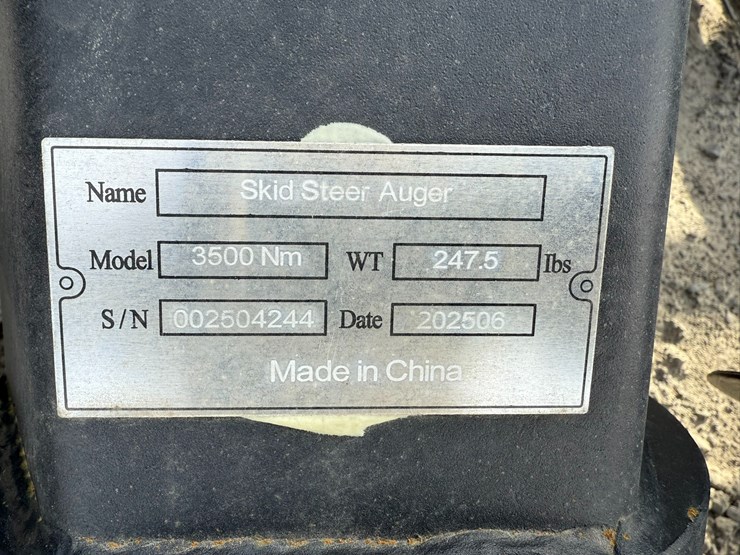 Name Skid Steer Auger
Model 3500 Nm WT 247.5 lbs
S/N 002504244 Date 202506
Made in China